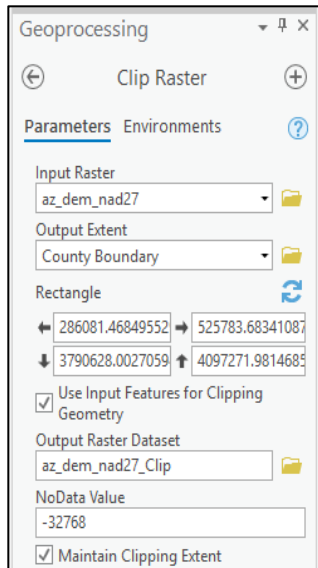 Geoprocessing
Clip Raster
Parameters Environments
Input Raster
az_dem_nad27
Output Extent
County Boundary
Rectangle
286081.46849552 525783.68341087
3790628.0027059 4097271.9814685
Use Input Features for Clipping
Geometry
Output Raster Dataset
az_dem_nad27_Clip
NoData Value
-32768
Maintain Clipping Extent